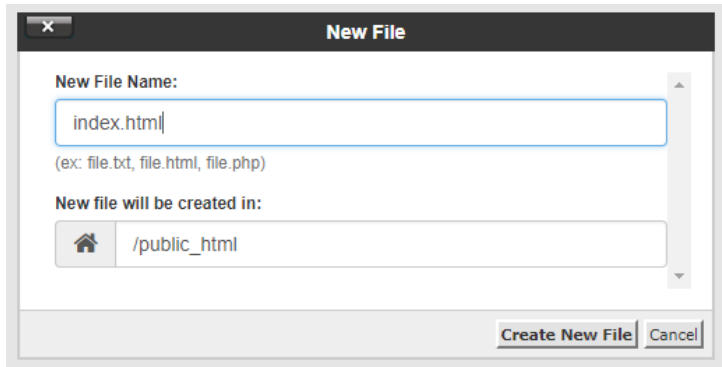 New File
New File Name:
index.html
(ex: file.txt, file.html, file.php)
New file will be created in:
/public_html
Create New File Cancel